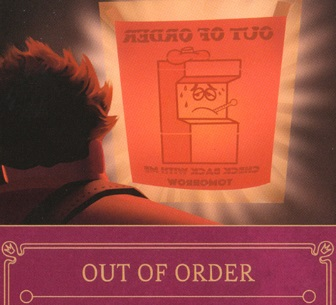 OUT OF ORDER
CHECK BACK WITH ME
TOMORROW
OUT OF ORDER